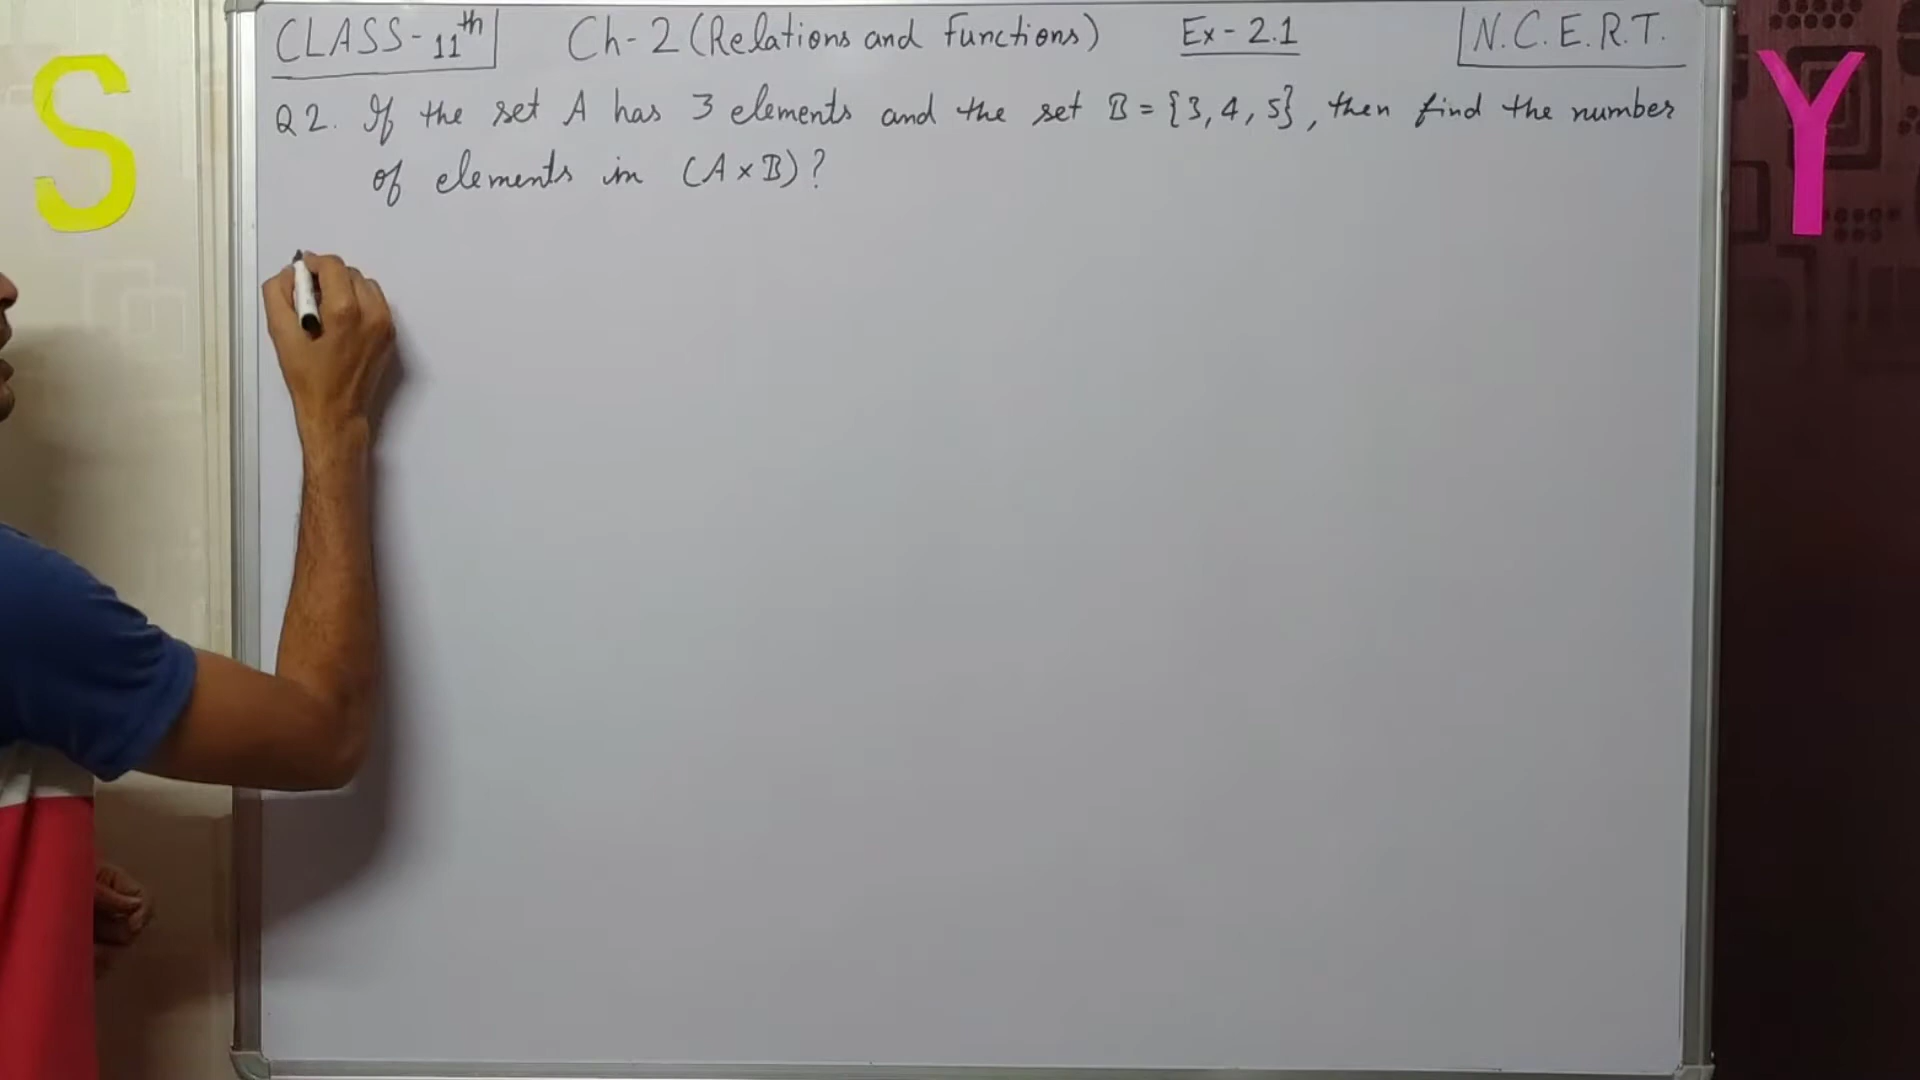 S
CLASS-11th Ch-2 (Relations and Functions) Ex-2.1 N.C.E.R.T.
Y
Q2. If the set A has 3 elements and the set B = {3, 4, 5}, then find the number
of elements in (A × B)?